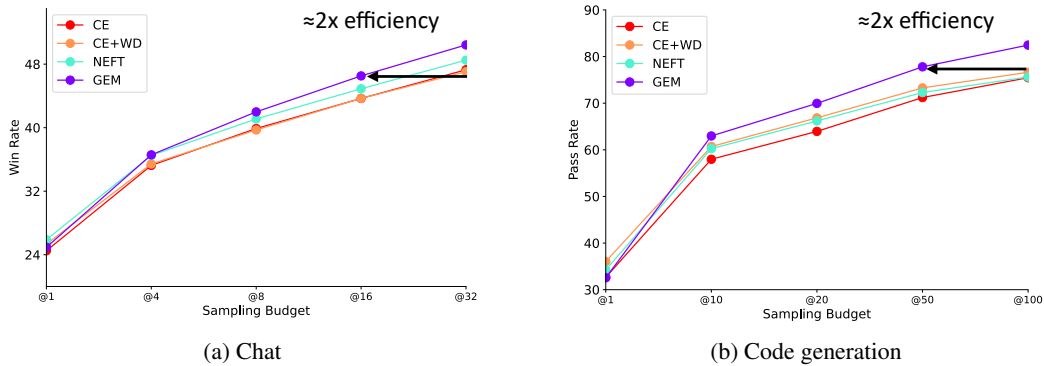 ≈2x efficiency
CE
CE+WD
NEFT
GEM
48
40
32
24
Win Rate
@1
@4
@8
@16
@32
Sampling Budget
(a) Chat
≈2x efficiency
CE
CE+WD
NEFT
GEM
90
80
70
60
50
40
30
Pass Rate
@1
@10
@20
@50
@100
Sampling Budget
(b) Code generation